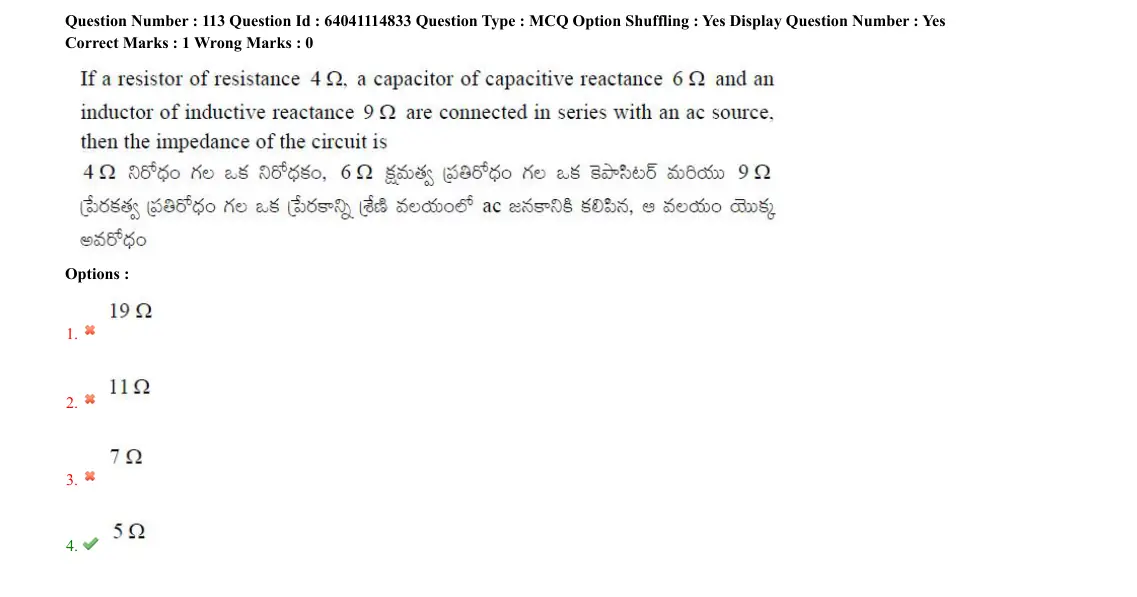 Question Number : 113 Question Id : 64041114833 Question Type : MCQ Option Shuffling : Yes Display Question Number : Yes
Correct Marks : 1 Wrong Marks : 0
If a resistor of resistance 4 Ω, a capacitor of capacitive reactance 6 Ω and an
inductor of inductive reactance 9 Ω are connected in series with an ac source,
then the impedance of the circuit is
4 Ω నిరోధం గల ఒక నిరోధకం, 6 Ω క్షమత్వ ప్రతిరోధం గల ఒక కెపాసిటర్ మరియు 9 Ω
ప్రేరకత్వ ప్రతిరోధం గల ఒక ప్రేరకాన్ని శ్రేణి వలయంలో ac జనకానికి కలిపిన, ఆ వలయం యొక్క
అవరోధం
Options :
19 Ω
1.
11 Ω
2.
7 Ω
3.
5 Ω
4.